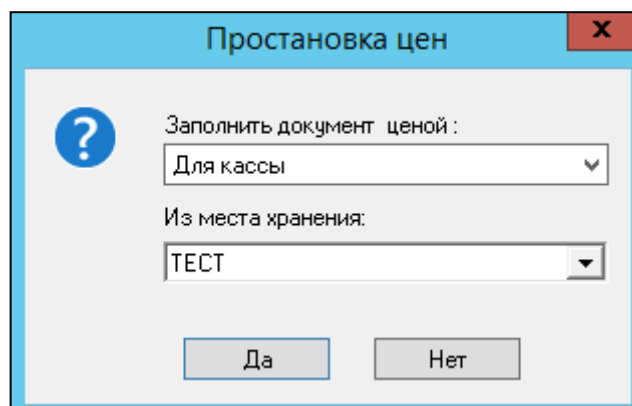 Простановка цен
x
?
Заполнить документ ценой :
Для кассы
Из места хранения:
ТЕСТ
Да
Нет